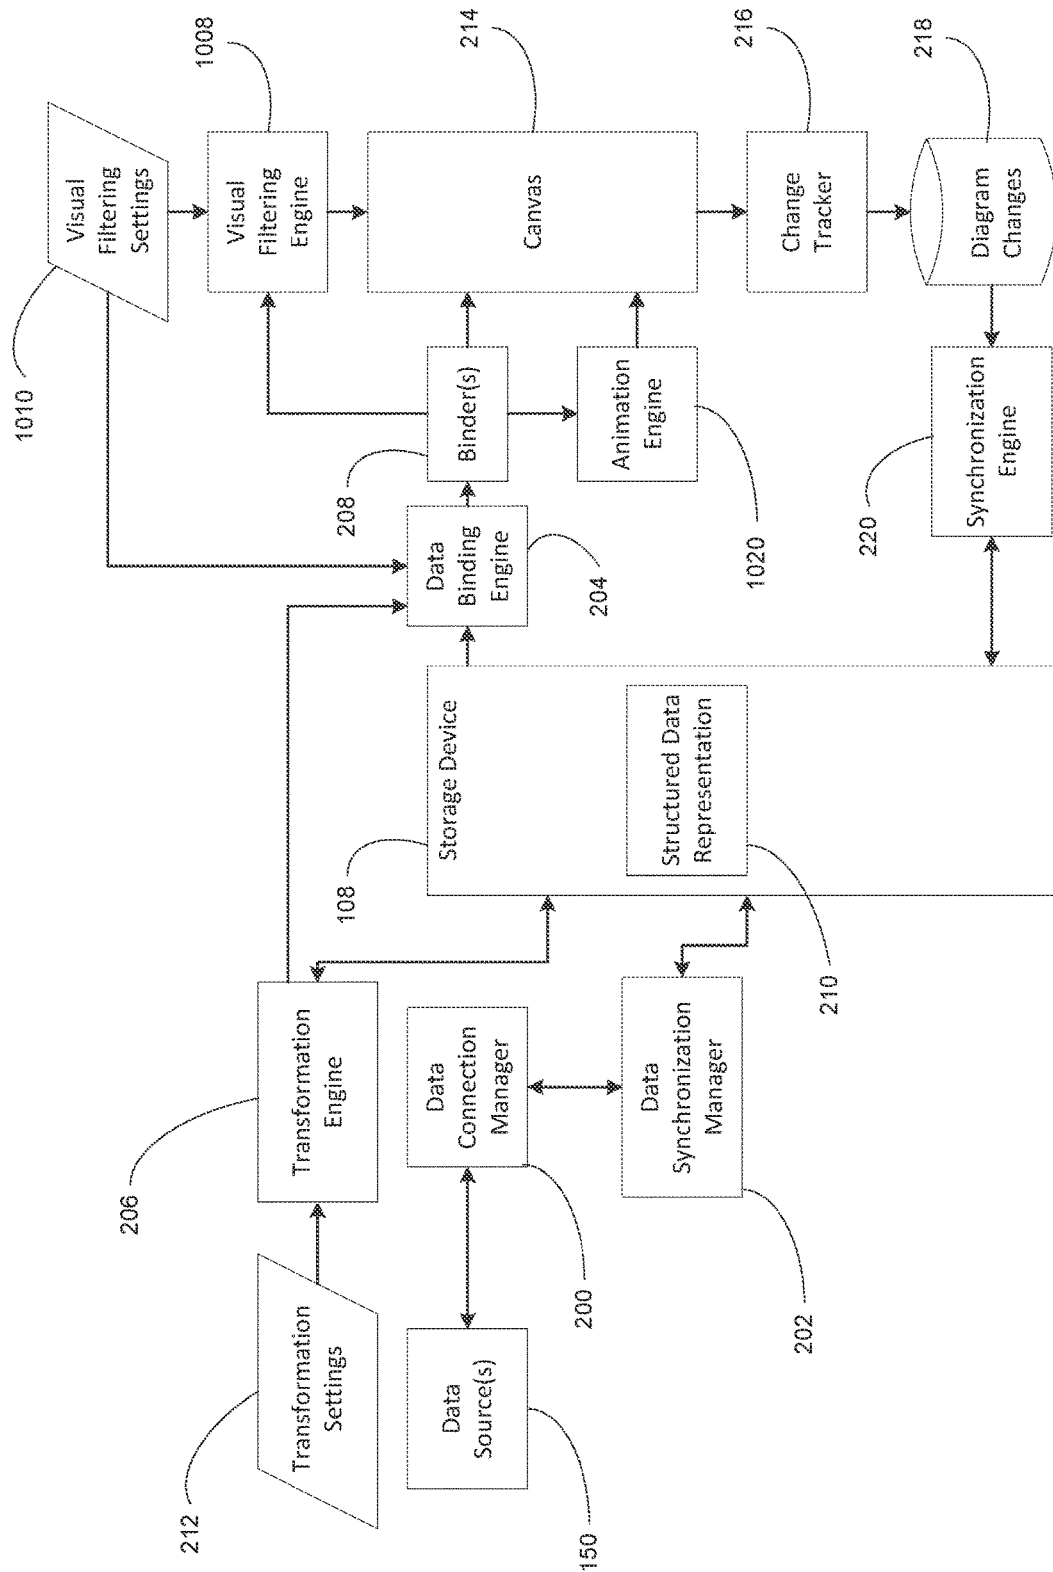 1010
Visual
Filtering
Settings
1008
Visual
Filtering
Engine
214
Canvas
216
Change
Tracker
218
Diagram
Changes
208
Binder(s)
Animation
Engine
1020
220
Synchronization
Engine
Data
Binding
Engine
204
108
Storage Device
Structured Data
Representation
210
206
Transformation
Engine
Data
Connection
Manager
200
Data
Synchronization
Manager
202
212
Transformation
Settings
Data
Source(s)
150